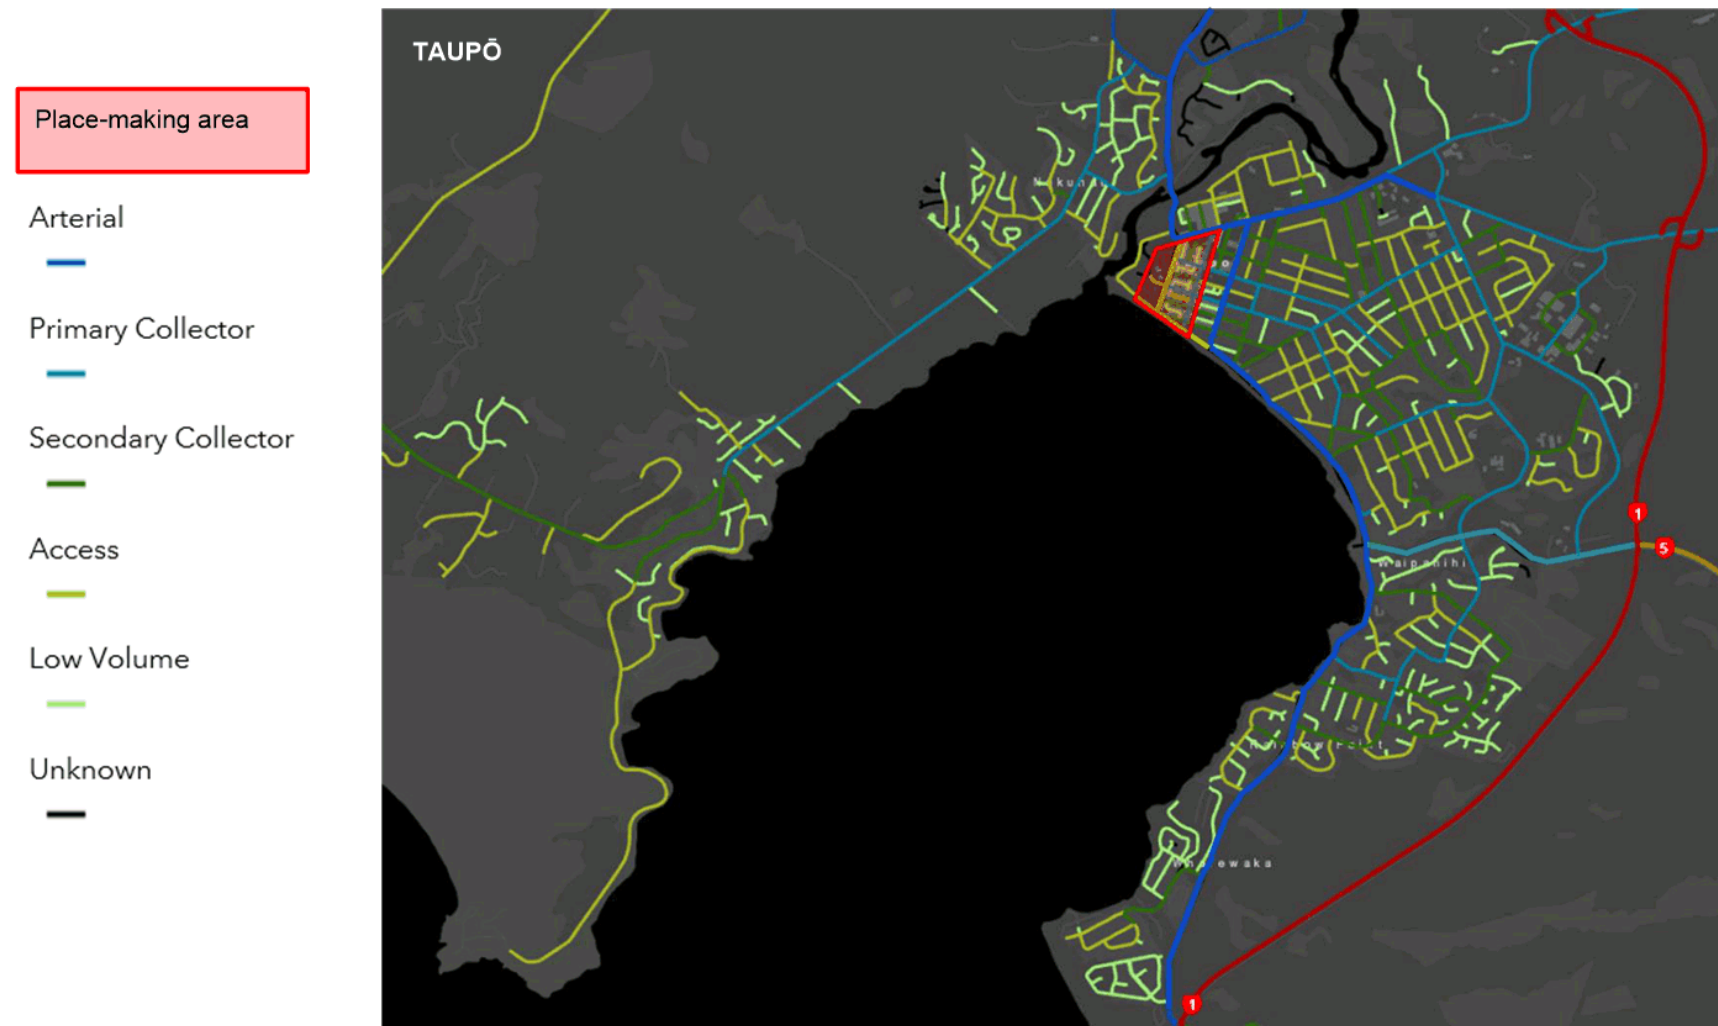 TAUPŌ
Place-making area
Arterial
Primary Collector
Secondary Collector
Access
Low Volume
Unknown
1
5
1